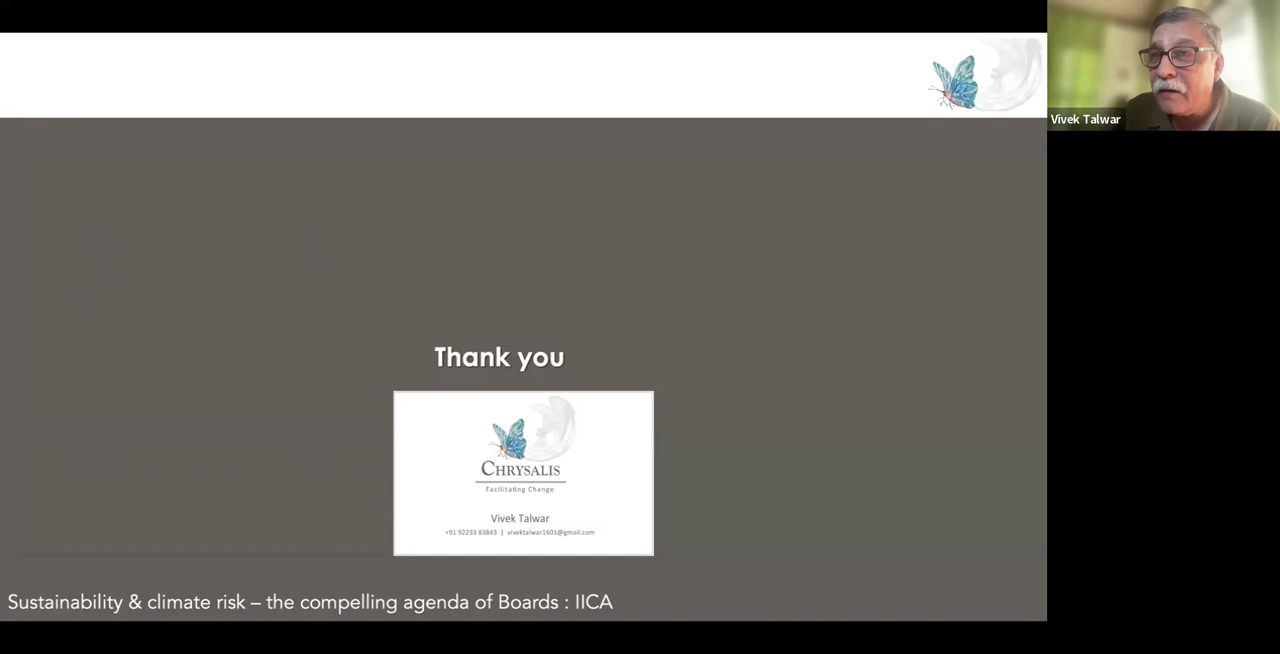 Vivek Talwar
Thank you
CHRYSALIS
Facilitating Change
Vivek Talwar
+91 92233 83843 | vivektalwar1601@gmail.com
Sustainability & climate risk – the compelling agenda of Boards : IICA